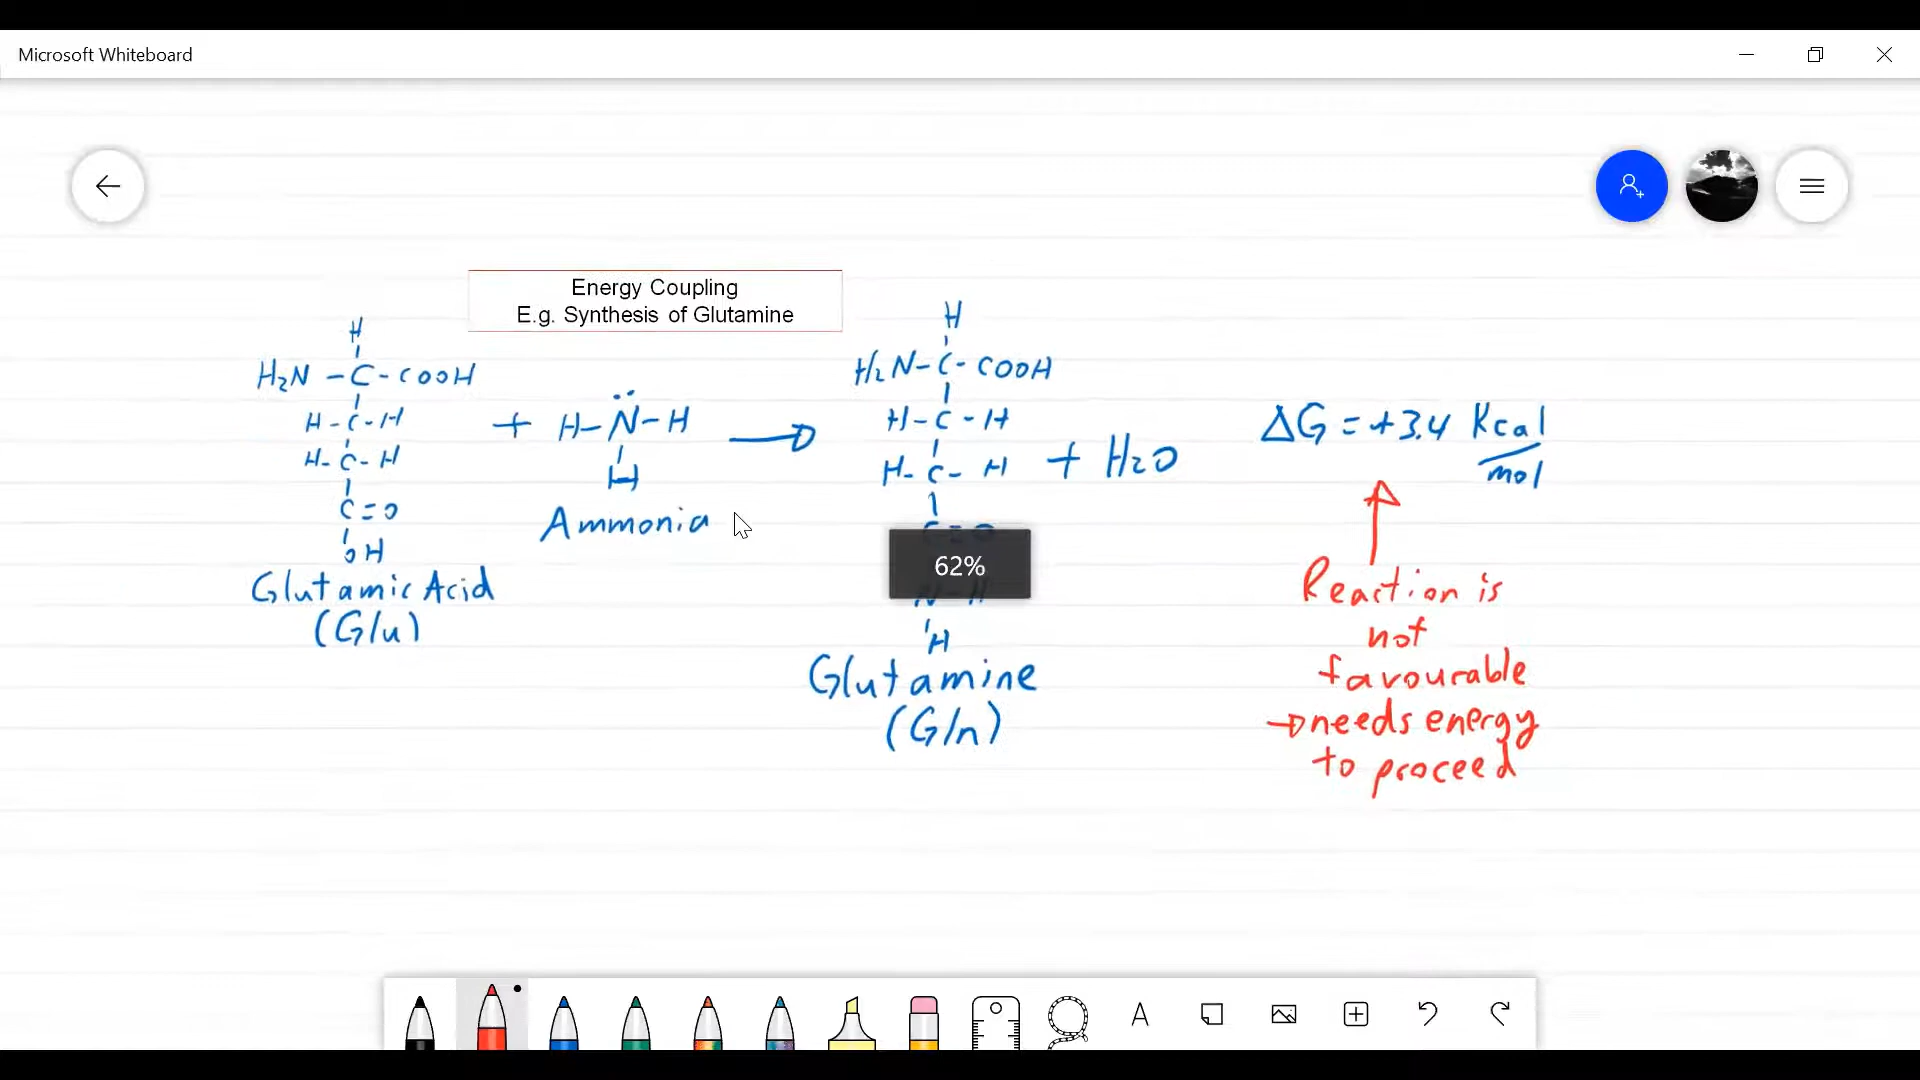 Microsoft Whiteboard
Energy Coupling
E.g. Synthesis of Glutamine
H
H2N - C - COOH
H - C - H
H - C - H
C = O
OH
Glutamic Acid
(Glu)
+
H - N - H
H
Ammonia
→
H
H2N - C - COOH
H - C - H
H - C - H
+ H2O
62%
H
Glutamine
(Gln)
ΔG = +3.4 Kcal
mol
Reaction is
not
favourable
→ needs energy
to proceed
A